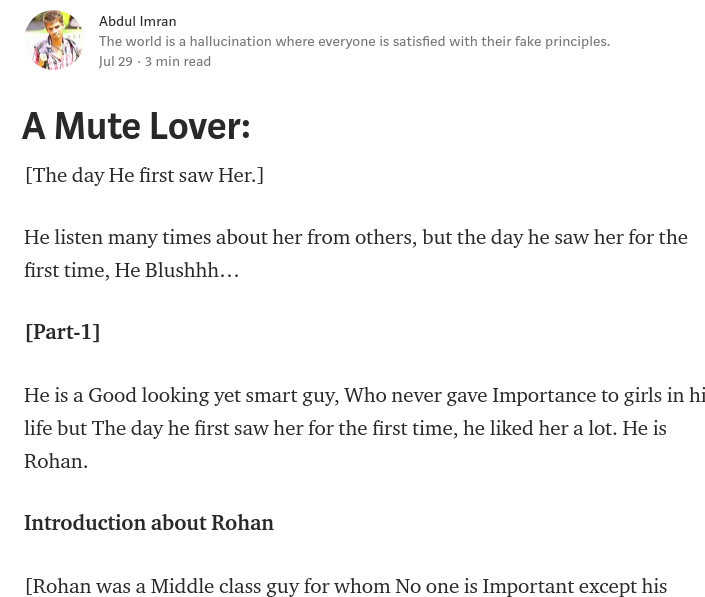 Abdul Imran
The world is a hallucination where everyone is satisfied with their fake principles.
Jul 29 · 3 min read
A Mute Lover:
[The day He first saw Her.]
He listen many times about her from others, but the day he saw her for the
first time, He Blushhh…
[Part-1]
He is a Good looking yet smart guy, Who never gave Importance to girls in hi
life but The day he first saw her for the first time, he liked her a lot. He is
Rohan.
Introduction about Rohan
[Rohan was a Middle class guy for whom No one is Important except his